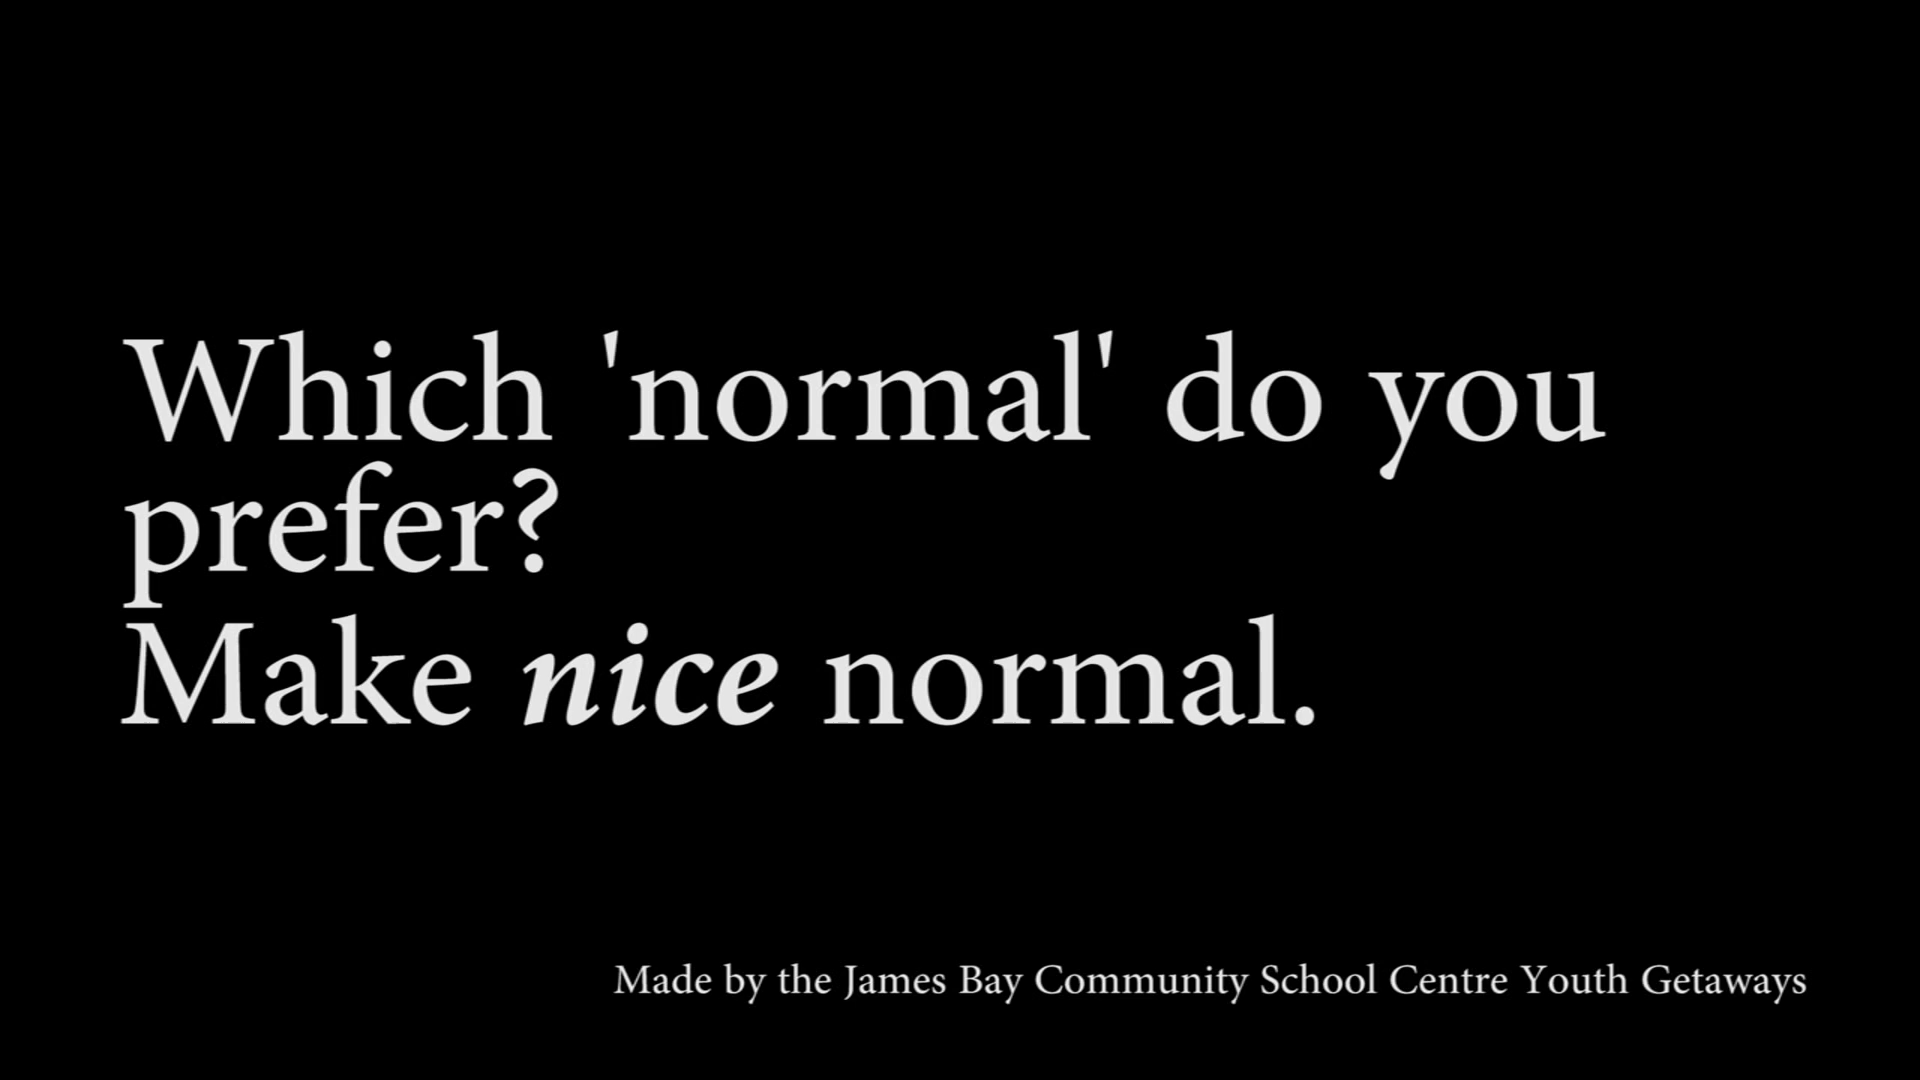 Which 'normal' do you
prefer?
Make nice normal.
Made by the James Bay Community School Centre Youth Getaways